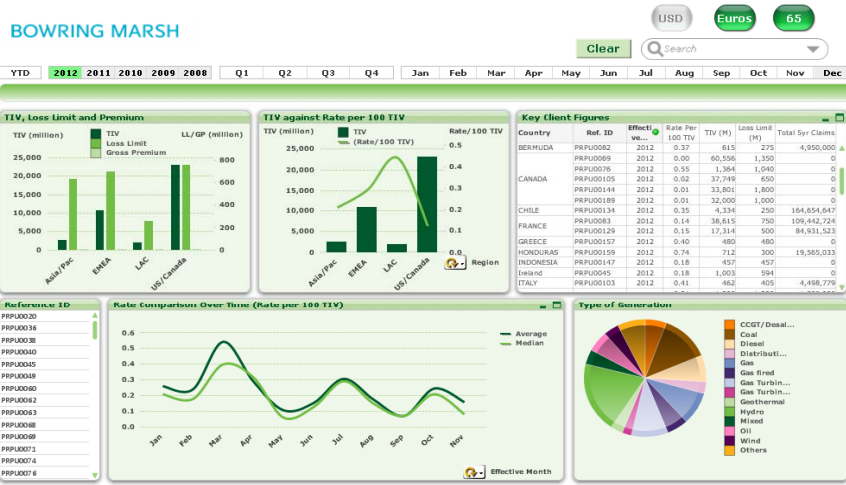 BOWRING MARSH
USD Euros 65
Clear Search
YTD 2012 2011 2010 2009 2008 Q1 Q2 Q3 Q4 Jan Feb Mar Apr May Jun Jul Aug Sep Oct Nov Dec
TIV, Loss Limit and Premium
TIV (million) LL/GP (million)
TIV
Loss Limit
Gross Premium
25,000
20,000
15,000
10,000
5,000
0
800
600
400
200
0
Asia/Pac EMEA LAC US/Canada
TIV against Rate per 100 TIV
TIV (million) Rate/100 TIV
TIV
(Rate/100 TIV)
25,000
20,000
15,000
10,000
5,000
0
0.5
0.4
0.3
0.2
0.1
0.0
Asia/Pac EMEA LAC US/Canada
Region
Key Client Figures
Country Ref. ID Effecti ve... Rate Per 100 TIV TIV (M) Loss Limit (M) Total 5yr Claims
BERMUDA PRPU0082 2012 0.37 615 275 4,950,000
CANADA PRPU0069 2012 0.00 60,556 1,350 0
PRPU0076 2012 0.55 1,364 1,040 0
PRPU00105 2012 0.02 37,749 650 0
PRPU00144 2012 0.01 33,801 1,800 0
PRPU00189 2012 0.01 32,000 1,000 0
CHILE PRPU00134 2012 0.35 4,334 250 164,654,647
FRANCE PRPU0083 2012 0.14 38,615 750 109,442,724
PRPU00129 2012 0.15 17,314 500 84,931,523
GREECE PRPU00157 2012 0.40 480 480 0
HONDURAS PRPU00159 2012 0.74 712 300 19,565,033
INDONESIA PRPU00147 2012 0.18 457 457 0
Ireland PRPU0045 2012 0.18 1,003 594 0
ITALY PRPU00103 2012 0.41 462 405 4,498,779
Reference ID
PRPU0020
PRPU0036
PRPU0038
PRPU0040
PRPU0045
PRPU0049
PRPU0060
PRPU0062
PRPU0063
PRPU0068
PRPU0069
PRPU0071
PRPU0074
PRPU0076
Rate Comparison Over Time (Rate per 100 TIV)
0.6
0.5
0.4
0.3
0.2
0.1
0.0
Jan Feb Mar Apr May Jun Jul Aug Sep Oct Nov
Average
Median
Effective Month
Type of Generation
CCGT/Desal...
Coal
Diesel
Distributi...
Gas
Gas fired
Gas Turbin...
Gas Turbin...
Geothermal
Hydro
Mixed
Oil
Wind
Others